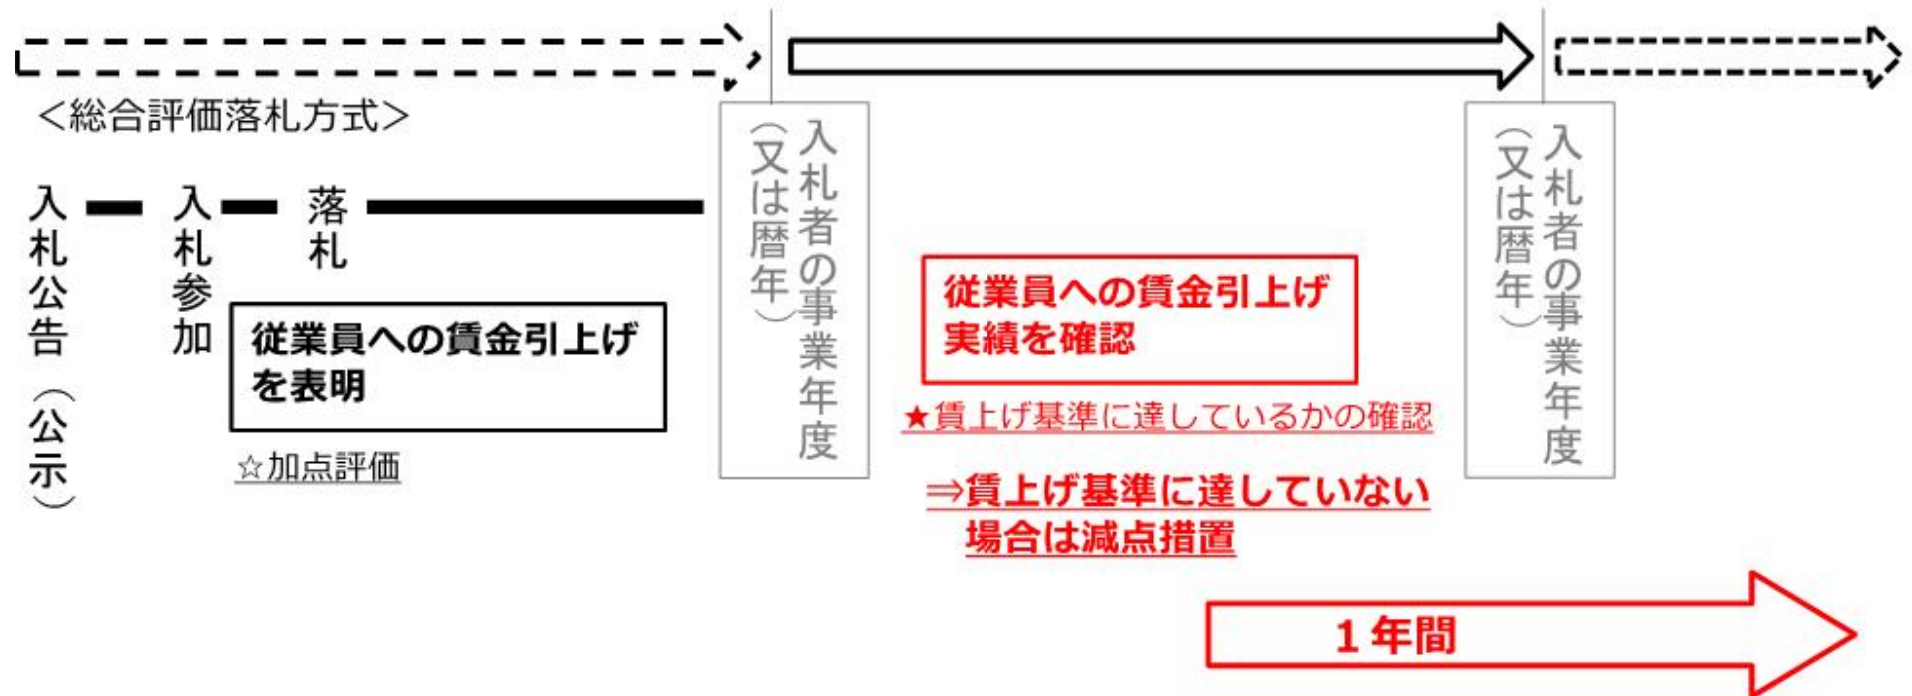 ＜総合評価落札方式＞
入札公告（公示）
入札参加
落札
従業員への賃金引上げ
を表明
☆加点評価
入札者の事業年度
（又は暦年）
従業員への賃金引上げ
実績を確認
★賃上げ基準に達しているかの確認
⇒賃上げ基準に達していない
場合は減点措置
入札者の事業年度
（又は暦年）
１年間